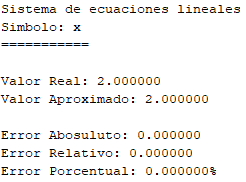 Sistema de ecuaciones lineales
Simbolo: x
===========
Valor Real: 2.000000
Valor Aproximado: 2.000000
Error Abosuluto: 0.000000
Error Relativo: 0.000000
Error Porcentual: 0.000000%